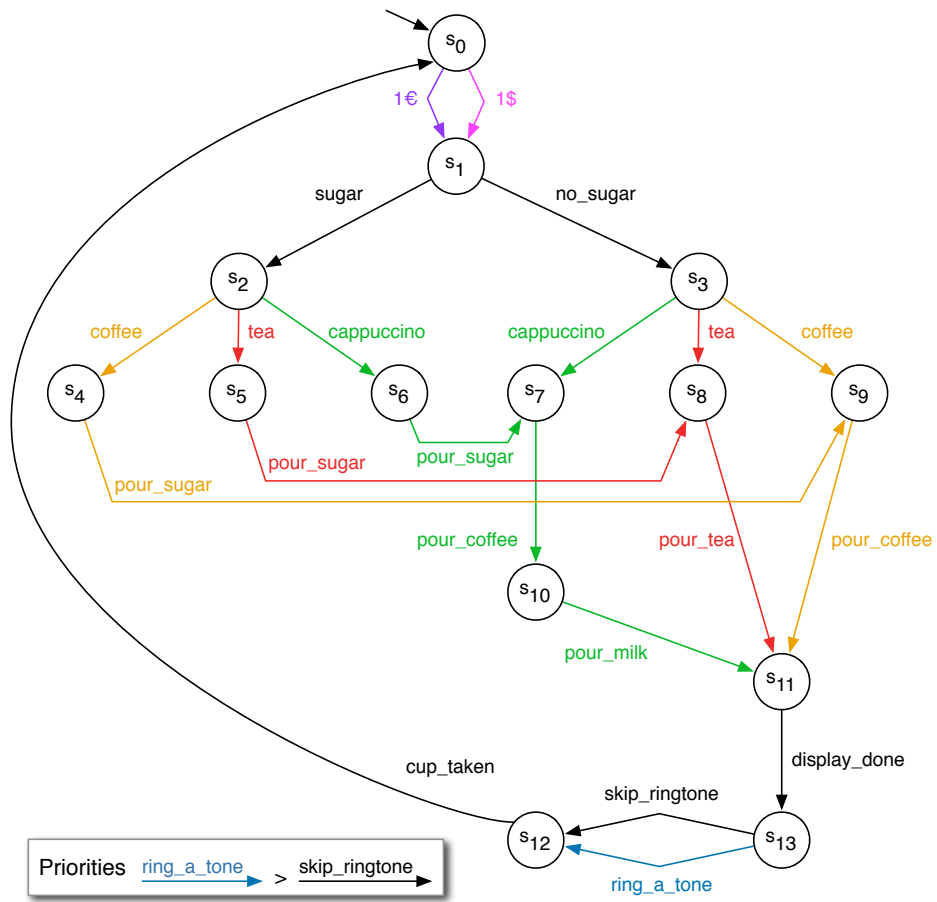 s0
1€ 1$
s1
sugar no_sugar
s2 s3
coffee tea cappuccino cappuccino tea coffee
s4 s5 s6 s7 s8 s9
pour_sugar
pour_sugar
pour_sugar
pour_coffee pour_tea pour_coffee
s10
pour_milk
s11
display_done
cup_taken
skip_ringtone
s12 s13
ring_a_tone
Priorities ring_a_tone > skip_ringtone